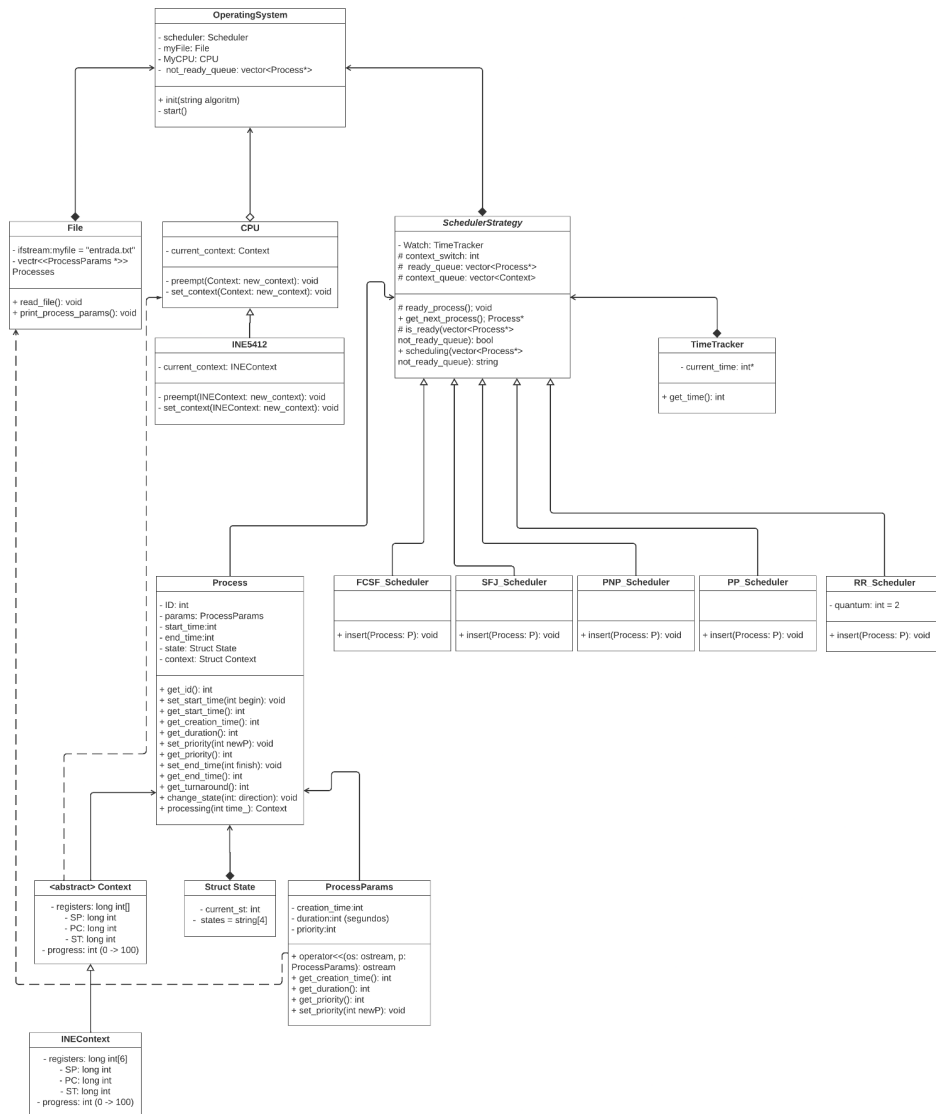 OperatingSystem
- scheduler: Scheduler
- myFile: File
- MyCPU: CPU
- not_ready_queue: vector<Process*>
+ init(string algoritm)
- start()
File
- ifstream:myfile = "entrada.txt"
- vectr<<ProcessParams *>>
Processes
+ read_file(): void
+ print_process_params(): void
CPU
- current_context: Context
- preempt(Context: new_context): void
- set_context(Context: new_context): void
INE5412
- current_context: INEContext
- preempt(INEContext: new_context): void
- set_context(INEContext: new_context): void
SchedulerStrategy
- Watch: TimeTracker
# context_switch: int
# ready_queue: vector<Process*>
# context_queue: vector<Context>
# ready_process(); void
+ get_next_process(); Process*
# is_ready(vector<Process*>
not_ready_queue): bool
+ scheduling(vector<Process*>
not_ready_queue): string
TimeTracker
- current_time: int*
+ get_time(): int
Process
- ID: int
- params: ProcessParams
- start_time:int
- end_time:int
- state: Struct State
- context: Struct Context
+ get_id(): int
+ set_start_time(int begin): void
+ get_start_time(): int
+ get_creation_time(): int
+ get_duration(): int
+ set_priority(int newP): void
+ get_priority(): int
+ set_end_time(int finish): void
+ get_end_time(): int
+ get_turnaround(): int
+ change_state(int: direction): void
+ processing(int time_): Context
FCSF_Scheduler
+ insert(Process: P): void
SFJ_Scheduler
+ insert(Process: P): void
PNP_Scheduler
+ insert(Process: P): void
PP_Scheduler
+ insert(Process: P): void
RR_Scheduler
- quantum: int = 2
+ insert(Process: P): void
<abstract> Context
- registers: long int[]
- SP: long int
- PC: long int
- ST: long int
- progress: int (0 -> 100)
Struct State
- current_st: int
- states = string[4]
ProcessParams
- creation_time:int
- duration:int (segundos)
- priority:int
+ operator<<(os: ostream, p:
ProcessParams): ostream
+ get_creation_time(): int
+ get_duration(): int
+ get_priority(): int
+ set_priority(int newP): void
INEContext
- registers: long int[6]
- SP: long int
- PC: long int
- ST: long int
- progress: int (0 -> 100)